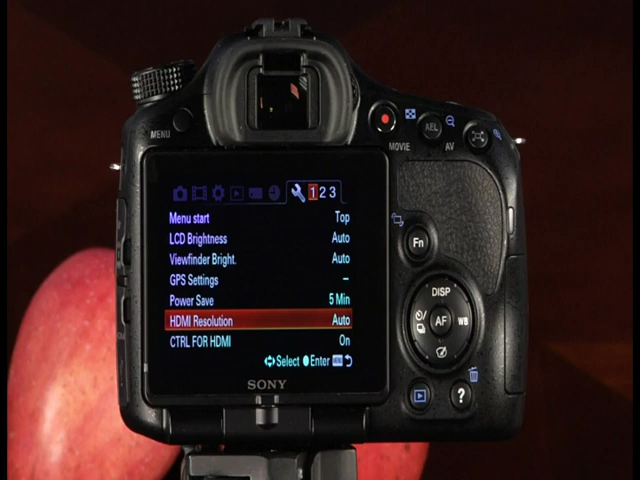 MENU
MOVIE
AEL
AV
1 2 3
Menu start Top
LCD Brightness Auto
Viewfinder Bright. Auto
GPS Settings –
Power Save 5 Min
HDMI Resolution Auto
CTRL FOR HDMI On
Select Enter MENU
SONY
Fn
DISP
AF
WB
?